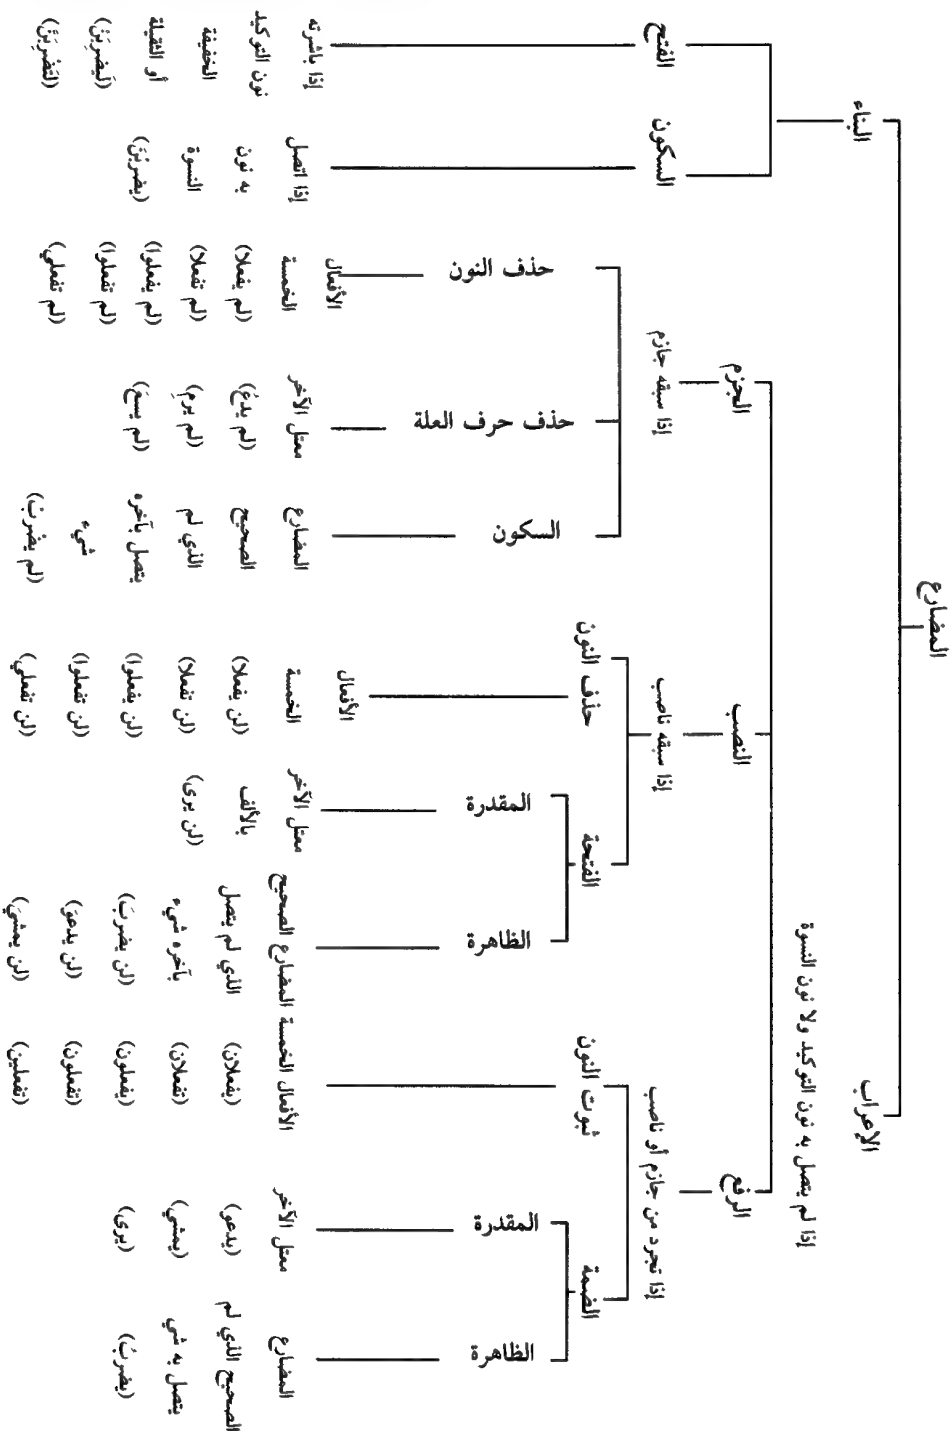 المضارع
الإعراب
إذا لم يتصل به نون التوكيد ولا نون النسوة
البناء
الرفع
إذا تجرد من جازم أو ناصب
النصب
إذا سبقه ناصب
الجزم
إذا سبقه جازم
الضمة
الظاهرة
المضارع
الصحيح الذي لم
يتصل به شي
(يضربُ)
المقدرة
معتل الآخر
(يدعو)
(يمشي)
(يرى)
ثبوت النون
الأفعال الخمسة
(يفعلان)
(تفعلان)
(يفعلون)
(تفعلون)
(تفعلين)
الفتحة
الظاهرة
المضارع الصحيح
الذي لم يتصل
بآخره شيء
(لن يضربَ)
(لن يدعوَ)
(لن يمشيَ)
المقدرة
معتل الآخر
بالألف
(لن يرى)
حذف النون
الأفعال
الخمسة
(لن يفعلا)
(لن تفعلا)
(لن يفعلوا)
(لن تفعلوا)
(لن تفعلي)
السكون
المضارع
الصحيح
الذي لم
يتصل بآخره
شيء
(لم يضربْ)
حذف حرف العلة
معتل الآخر
(لم يدعُ)
(لم يرمِ)
(لم يسعَ)
حذف النون
الأفعال
الخمسة
(لم يفعلا)
(لم تفعلا)
(لم يفعلوا)
(لم تفعلوا)
(لم تفعلي)
السكون
إذا اتصل
به نون
النسوة
(يضربْنَ)
الفتح
إذا باشرته
نون التوكيد
الخفيفة
أو الثقيلة
(لَيضربَنْ)
(لتَضْرِبَنَّ)